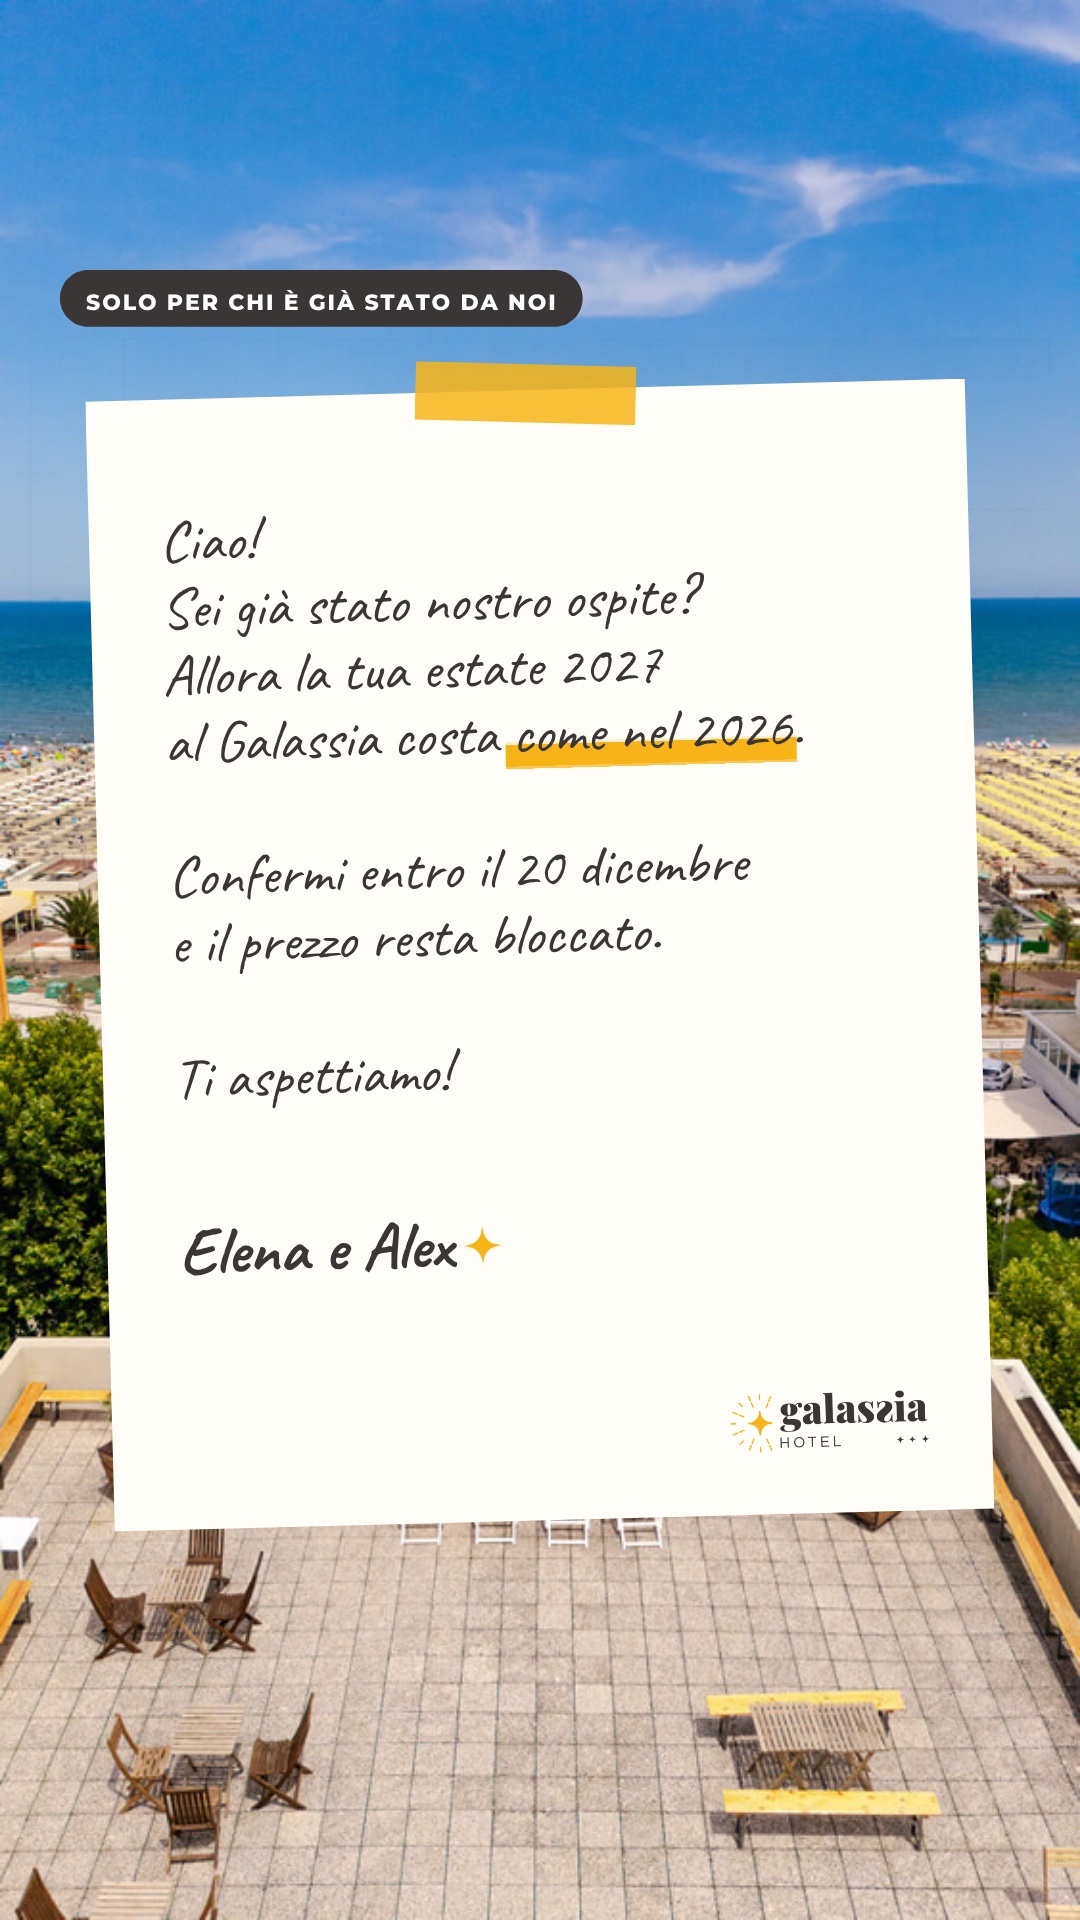 SOLO PER CHI È GIÀ STATO DA NOI
Ciao!
Sei già stato nostro ospite?
Allora la tua estate 2027
al Galassia costa come nel 2026.
Confermi entro il 20 dicembre
e il prezzo resta bloccato.
Ti aspettiamo!
Elena e Alex
galassia
HOTEL